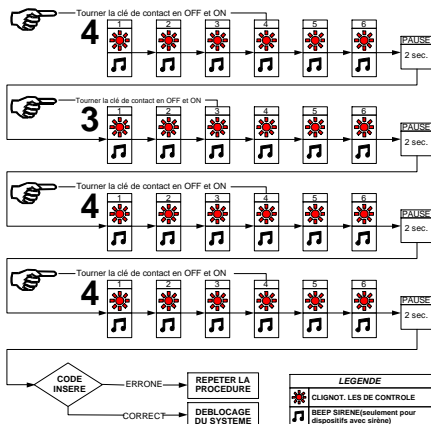 Tourner la clé de contact en OFF et ON
4
1 2 3 4 5 6
PAUSE
2 sec.
Tourner la clé de contact en OFF et ON
3
1 2 3 4 5 6
PAUSE
2 sec.
Tourner la clé de contact en OFF et ON
4
1 2 3 4 5 6
PAUSE
2 sec.
Tourner la clé de contact en OFF et ON
4
1 2 3 4 5 6
PAUSE
2 sec.
CODE
INSERE
ERRONE
REPETER LA
PROCEDURE
CORRECT
DEBLOCAGE
DU SYSTEME
LEGENDE
CLIGNOT. LES DE CONTROLE
BEEP SIRENE(seulement pour
dispositifs avec sirène)